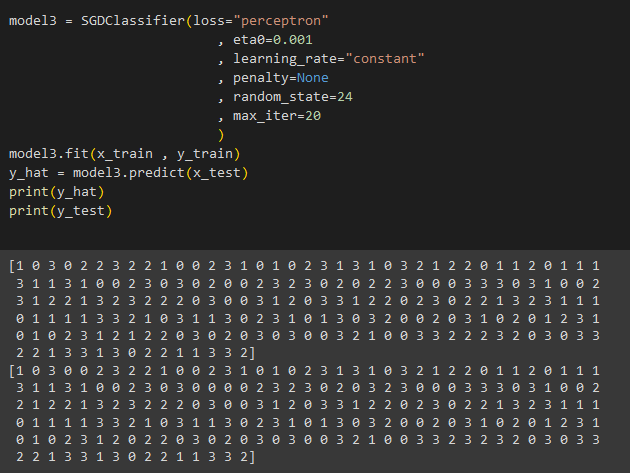 model3 = SGDClassifier(loss="perceptron"
, eta0=0.001
, learning_rate="constant"
, penalty=None
, random_state=24
, max_iter=20
)
model3.fit(x_train , y_train)
y_hat = model3.predict(x_test)
print(y_hat)
print(y_test)
[1 0 3 0 2 2 3 2 2 1 0 0 2 3 1 0 1 0 2 3 1 3 1 0 3 2 1 2 2 0 1 1 2 0 1 1 1
3 1 1 3 1 0 0 2 3 0 3 0 2 0 0 2 3 2 3 0 2 0 2 2 3 0 0 0 3 3 3 0 3 1 0 0 2
3 1 2 2 1 3 2 3 2 2 2 0 3 0 0 3 1 2 0 3 3 1 2 2 0 2 3 0 2 2 1 3 2 3 1 1 1
0 1 1 1 1 3 3 2 1 0 3 1 1 3 0 2 3 1 0 1 3 0 3 2 0 0 2 0 3 1 0 2 0 1 2 3 1
0 1 0 2 3 1 2 1 2 2 0 3 0 2 0 3 0 3 0 0 3 2 1 0 0 3 3 2 2 2 3 2 0 3 0 3 3
2 2 1 3 3 1 3 0 2 2 1 1 3 3 2]
[1 0 3 0 0 2 3 2 2 1 0 0 2 3 1 0 1 0 2 3 1 3 1 0 3 2 1 2 2 0 1 1 2 0 1 1 1
3 1 1 3 1 0 0 2 3 0 3 0 0 0 0 2 3 2 3 0 2 0 3 2 3 0 0 0 3 3 3 0 3 1 0 0 2
2 1 2 2 1 3 2 3 2 2 2 0 3 0 0 3 1 2 0 3 3 1 2 2 0 2 3 0 2 2 1 3 2 3 1 1 1
0 1 1 1 1 3 3 2 1 0 3 1 1 3 0 2 3 1 0 1 3 0 3 2 0 0 2 0 3 1 0 2 0 1 2 3 1
0 1 0 2 3 1 2 0 2 2 0 3 0 2 0 3 0 3 0 0 3 2 1 0 0 3 3 2 3 2 3 2 0 3 0 3 3
2 2 1 3 3 1 3 0 2 2 1 1 3 3 2]